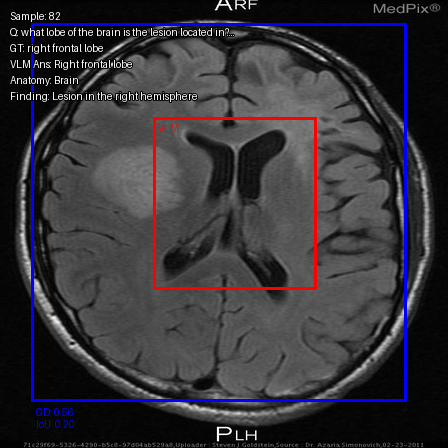 ARF
MedPix®
Sample: 82
Q: what lobe of the brain is the lesion located in?...
GT: right frontal lobe
VLM Ans: Right frontal lobe
Anatomy: Brain
Finding: Lesion in the right hemisphere
GD: 0.56
IoU: 0.20
PLH